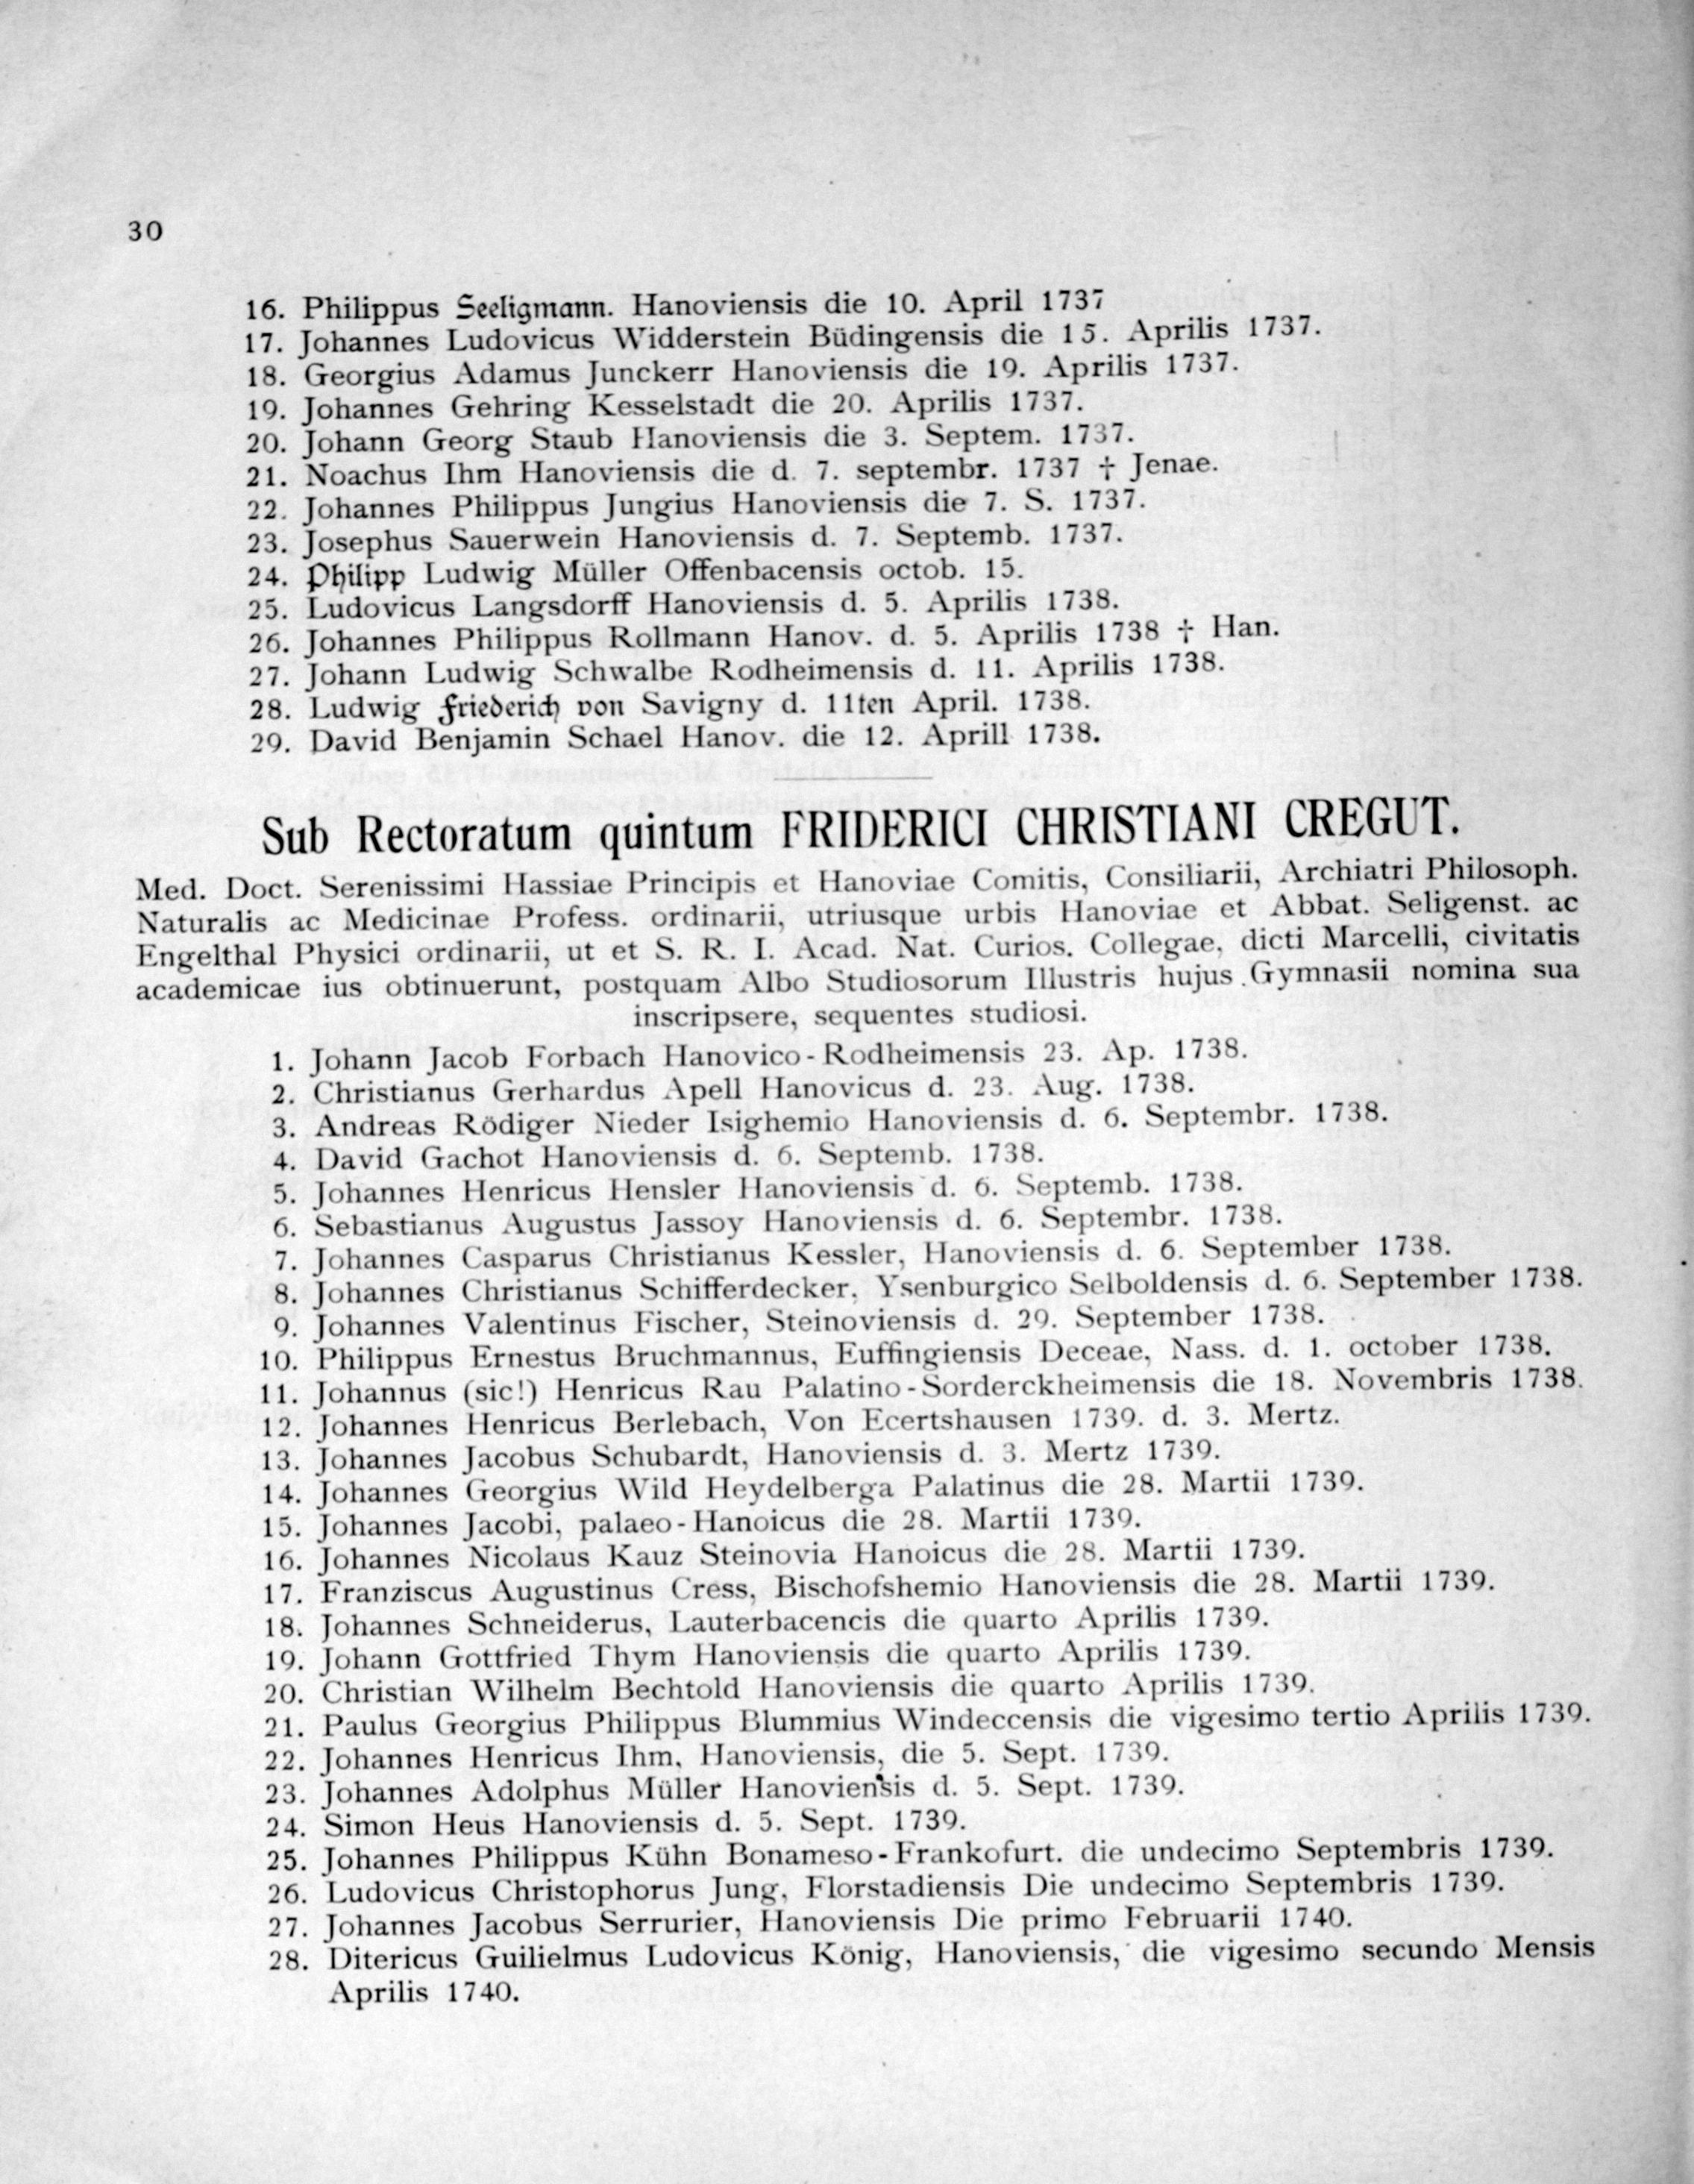 30
16. Philippus Seeligmann. Hanoviensis die 10. April 1737
17. Johannes Ludovicus Widderstein Büdingensis die 15. Aprilis 1737.
18. Georgius Adamus Junckerr Hanoviensis die 19. Aprilis 1737.
19. Johannes Gehring Kesselstadt die 20. Aprilis 1737.
20. Johann Georg Staub Hanoviensis die 3. Septem. 1737.
21. Noachus Ihm Hanoviensis die d. 7. septembr. 1737 † Jenae.
22. Johannes Philippus Jungius Hanoviensis die 7. S. 1737.
23. Josephus Sauerwein Hanoviensis d. 7. Septemb. 1737.
24. Philipp Ludwig Müller Offenbacensis octob. 15.
25. Ludovicus Langsdorff Hanoviensis d. 5. Aprilis 1738.
26. Johannes Philippus Rollmann Hanov. d. 5. Aprilis 1738 † Han.
27. Johann Ludwig Schwalbe Rodheimensis d. 11. Aprilis 1738.
28. Ludwig Friederich von Savigny d. 11ten April. 1738.
29. David Benjamin Schael Hanov. die 12. Aprill 1738.
Sub Rectoratum quintum FRIDERICI CHRISTIANI CREGUT.
Med. Doct. Serenissimi Hassiae Principis et Hanoviae Comitis, Consiliarii, Archiatri Philosoph.
Naturalis ac Medicinae Profess. ordinarii, utriusque urbis Hanoviae et Abbat. Seligenst. ac
Engelthal Physici ordinarii, ut et S. R. I. Acad. Nat. Curios. Collegae, dicti Marcelli, civitatis
academicae ius obtinuerunt, postquam Albo Studiosorum Illustris hujus Gymnasii nomina sua
inscripsere, sequentes studiosi.
1. Johann Jacob Forbach Hanovico-Rodheimensis 23. Ap. 1738.
2. Christianus Gerhardus Apell Hanovicus d. 23. Aug. 1738.
3. Andreas Rödiger Nieder Isighemio Hanoviensis d. 6. Septembr. 1738.
4. David Gachot Hanoviensis d. 6. Septemb. 1738.
5. Johannes Henricus Hensler Hanoviensis d. 6. Septemb. 1738.
6. Sebastianus Augustus Jassoy Hanoviensis d. 6. Septembr. 1738.
7. Johannes Casparus Christianus Kessler, Hanoviensis d. 6. September 1738.
8. Johannes Christianus Schifferdecker, Ysenburgico Selboldensis d. 6. September 1738.
9. Johannes Valentinus Fischer, Steinoviensis d. 29. September 1738.
10. Philippus Ernestus Bruchmannus, Euffingiensis Deceae, Nass. d. 1. october 1738.
11. Johannus (sic!) Henricus Rau Palatino-Sorderckheimensis die 18. Novembris 1738.
12. Johannes Henricus Berlebach, Von Ecertshausen 1739. d. 3. Mertz.
13. Johannes Jacobus Schubardt, Hanoviensis d. 3. Mertz 1739.
14. Johannes Georgius Wild Heydelberga Palatinus die 28. Martii 1739.
15. Johannes Jacobi, palaeo-Hanoicus die 28. Martii 1739.
16. Johannes Nicolaus Kauz Steinovia Hanoicus die 28. Martii 1739.
17. Franziscus Augustinus Cress, Bischofshemio Hanoviensis die 28. Martii 1739.
18. Johannes Schneiderus, Lauterbacencis die quarto Aprilis 1739.
19. Johann Gottfried Thym Hanoviensis die quarto Aprilis 1739.
20. Christian Wilhelm Bechtold Hanoviensis die quarto Aprilis 1739.
21. Paulus Georgius Philippus Blummius Windeccensis die vigesimo tertio Aprilis 1739.
22. Johannes Henricus Ihm, Hanoviensis, die 5. Sept. 1739.
23. Johannes Adolphus Müller Hanoviensis d. 5. Sept. 1739.
24. Simon Heus Hanoviensis d. 5. Sept. 1739.
25. Johannes Philippus Kühn Bonameso-Frankofurt. die undecimo Septembris 1739.
26. Ludovicus Christophorus Jung, Florstadiensis Die undecimo Septembris 1739.
27. Johannes Jacobus Serrurier, Hanoviensis Die primo Februarii 1740.
28. Ditericus Guilielmus Ludovicus König, Hanoviensis, die vigesimo secundo Mensis
Aprilis 1740.